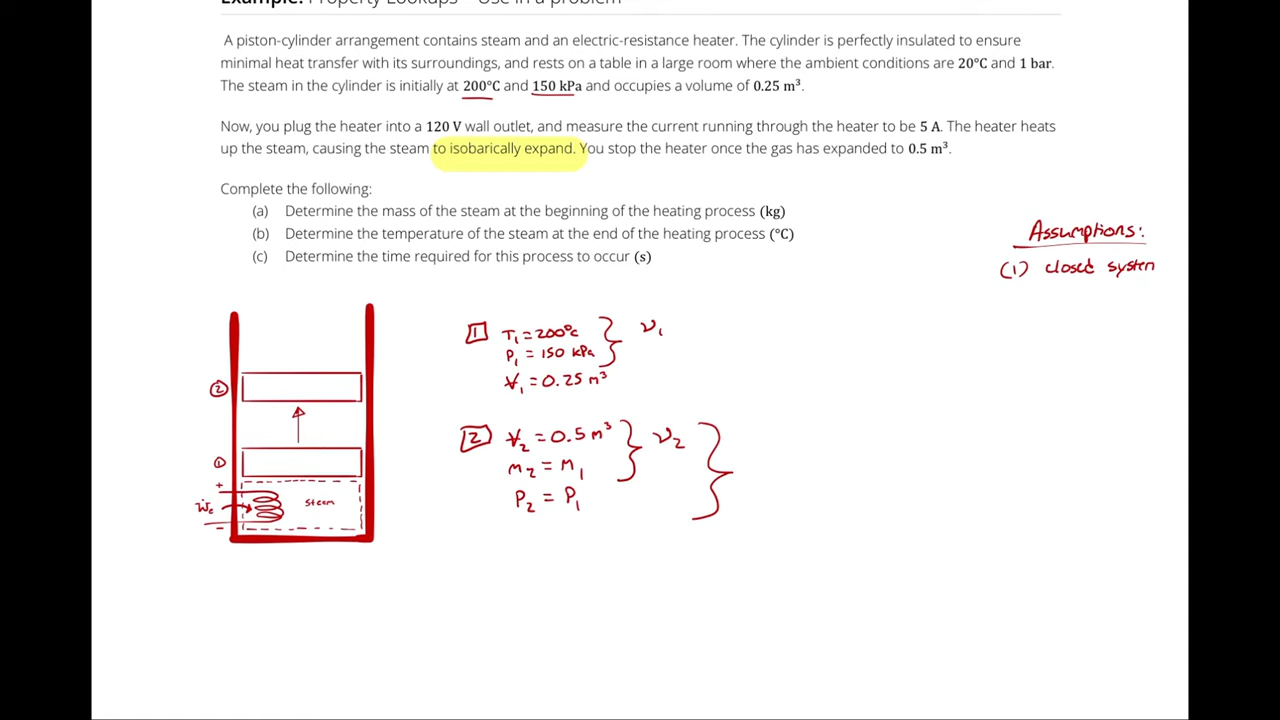 Example: Property Lookups – Use in a problem
A piston-cylinder arrangement contains steam and an electric-resistance heater. The cylinder is perfectly insulated to ensure
minimal heat transfer with its surroundings, and rests on a table in a large room where the ambient conditions are 20°C and 1 bar.
The steam in the cylinder is initially at 200°C and 150 kPa and occupies a volume of 0.25 m³.
Now, you plug the heater into a 120 V wall outlet, and measure the current running through the heater to be 5 A. The heater heats
up the steam, causing the steam to isobarically expand. You stop the heater once the gas has expanded to 0.5 m³.
Complete the following:
(a) Determine the mass of the steam at the beginning of the heating process (kg)
(b) Determine the temperature of the steam at the end of the heating process (°C)
(c) Determine the time required for this process to occur (s)
Assumptions:
(1) closed system
1 T₁ = 200°C
P₁ = 150 kPa
V₁ = 0.25 m³
ν₁
2 V₂ = 0.5 m³
m₂ = m₁
P₂ = P₁
ν₂
②
①
+
Ẇe
−
steam